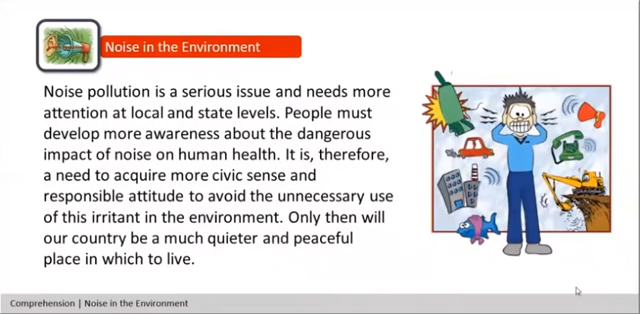 Noise in the Environment
Noise pollution is a serious issue and needs more
attention at local and state levels. People must
develop more awareness about the dangerous
impact of noise on human health. It is, therefore,
a need to acquire more civic sense and
responsible attitude to avoid the unnecessary use
of this irritant in the environment. Only then will
our country be a much quieter and peaceful
place in which to live.
Comprehension | Noise in the Environment